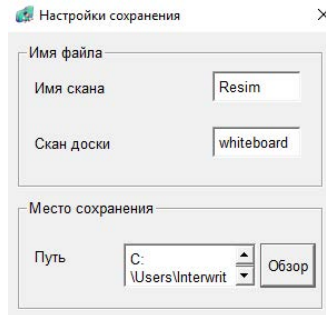 Настройки сохранения
Имя файла
Имя скана
Resim
Скан доски
whiteboard
Место сохранения
Путь
C:
\Users\Interwrit
Обзор